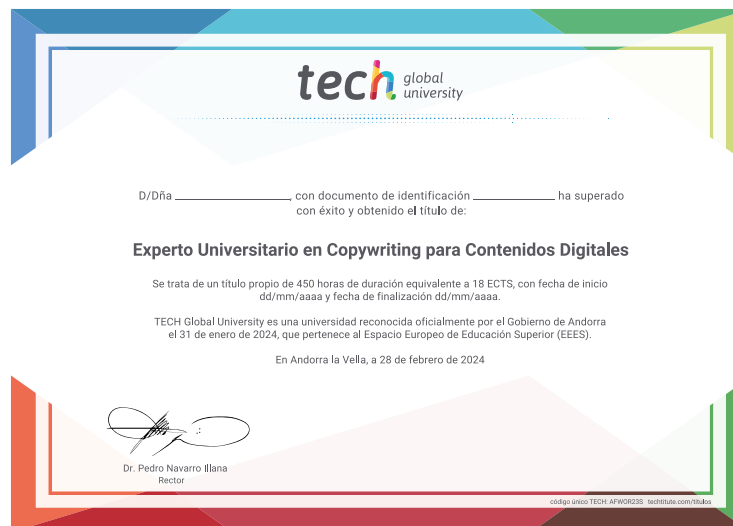 tech global university
D/Dña ____________, con documento de identificación ____________ ha superado
con éxito y obtenido el título de:
Experto Universitario en Copywriting para Contenidos Digitales
Se trata de un título propio de 450 horas de duración equivalente a 18 ECTS, con fecha de inicio
dd/mm/aaaa y fecha de finalización dd/mm/aaaa.
TECH Global University es una universidad reconocida oficialmente por el Gobierno de Andorra
el 31 de enero de 2024, que pertenece al Espacio Europeo de Educación Superior (EEES).
En Andorra la Vella, a 28 de febrero de 2024
Dr. Pedro Navarro Illana
Rector
código único TECH: AFWOR23S techtitute.com/titulos